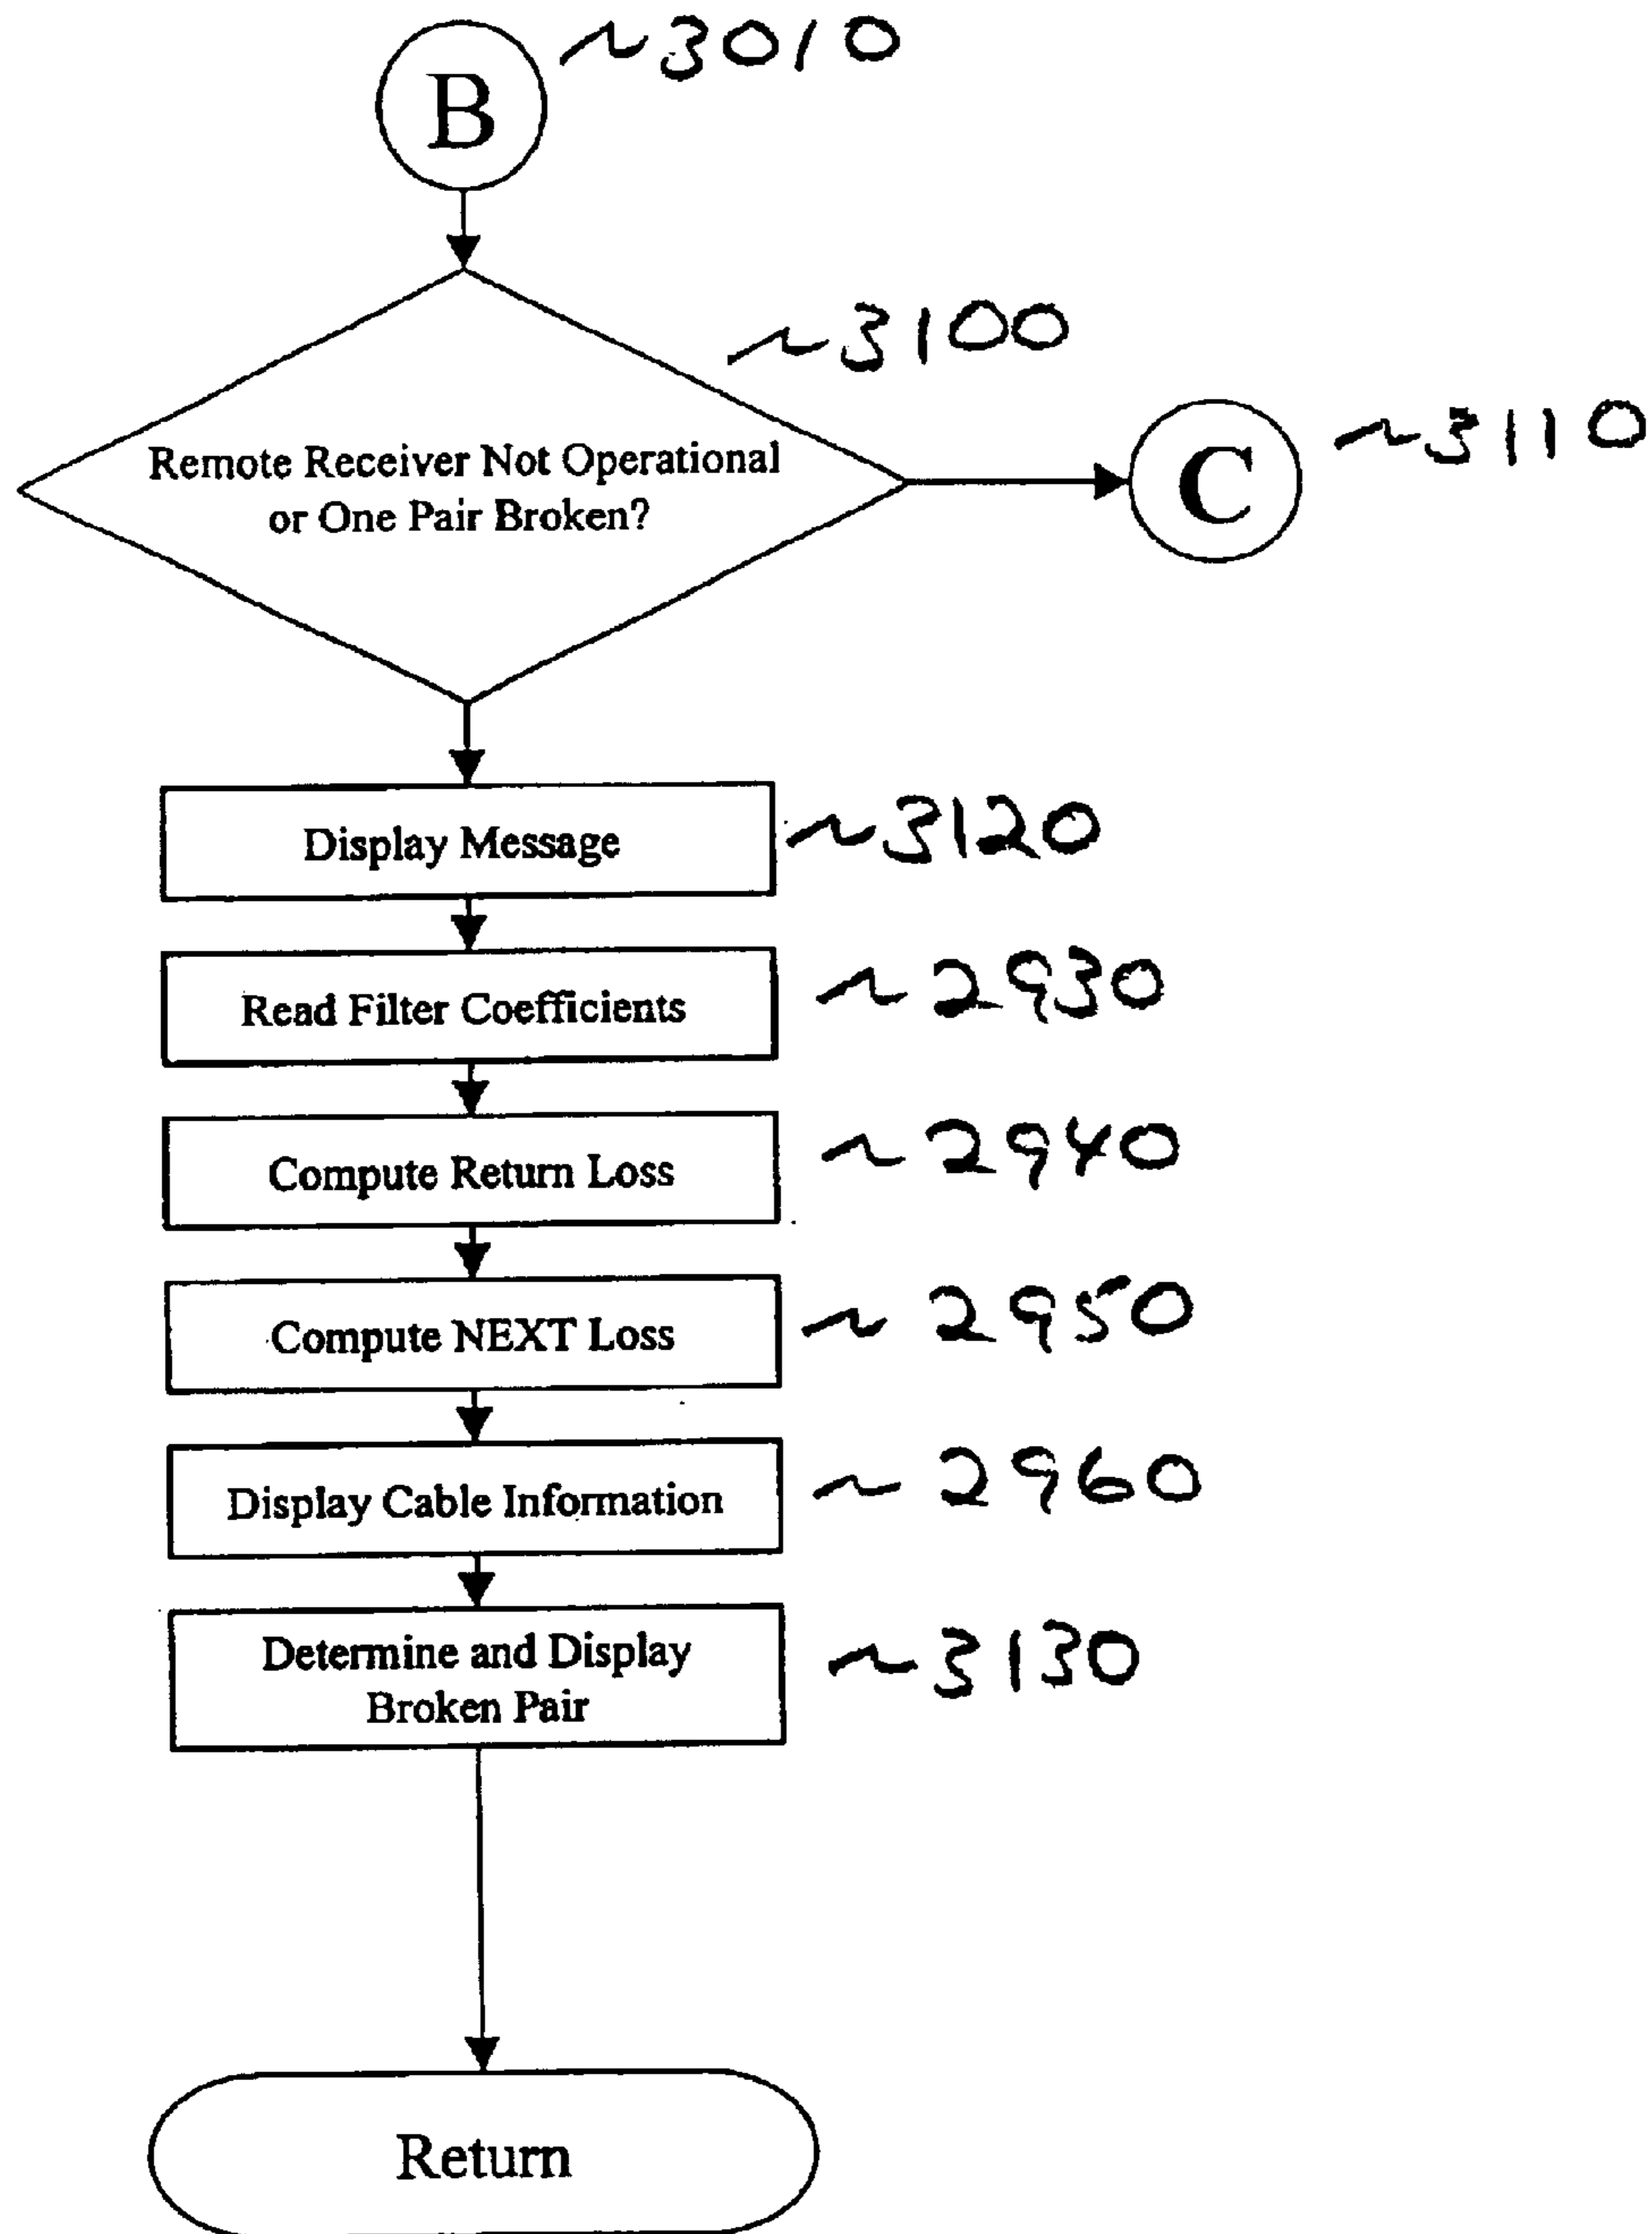 B ~3010
~3100
Remote Receiver Not Operational
or One Pair Broken?
C ~3110
Display Message ~3120
Read Filter Coefficients ~2930
Compute Return Loss ~2940
Compute NEXT Loss ~2950
Display Cable Information ~2960
Determine and Display
Broken Pair
~3130
Return